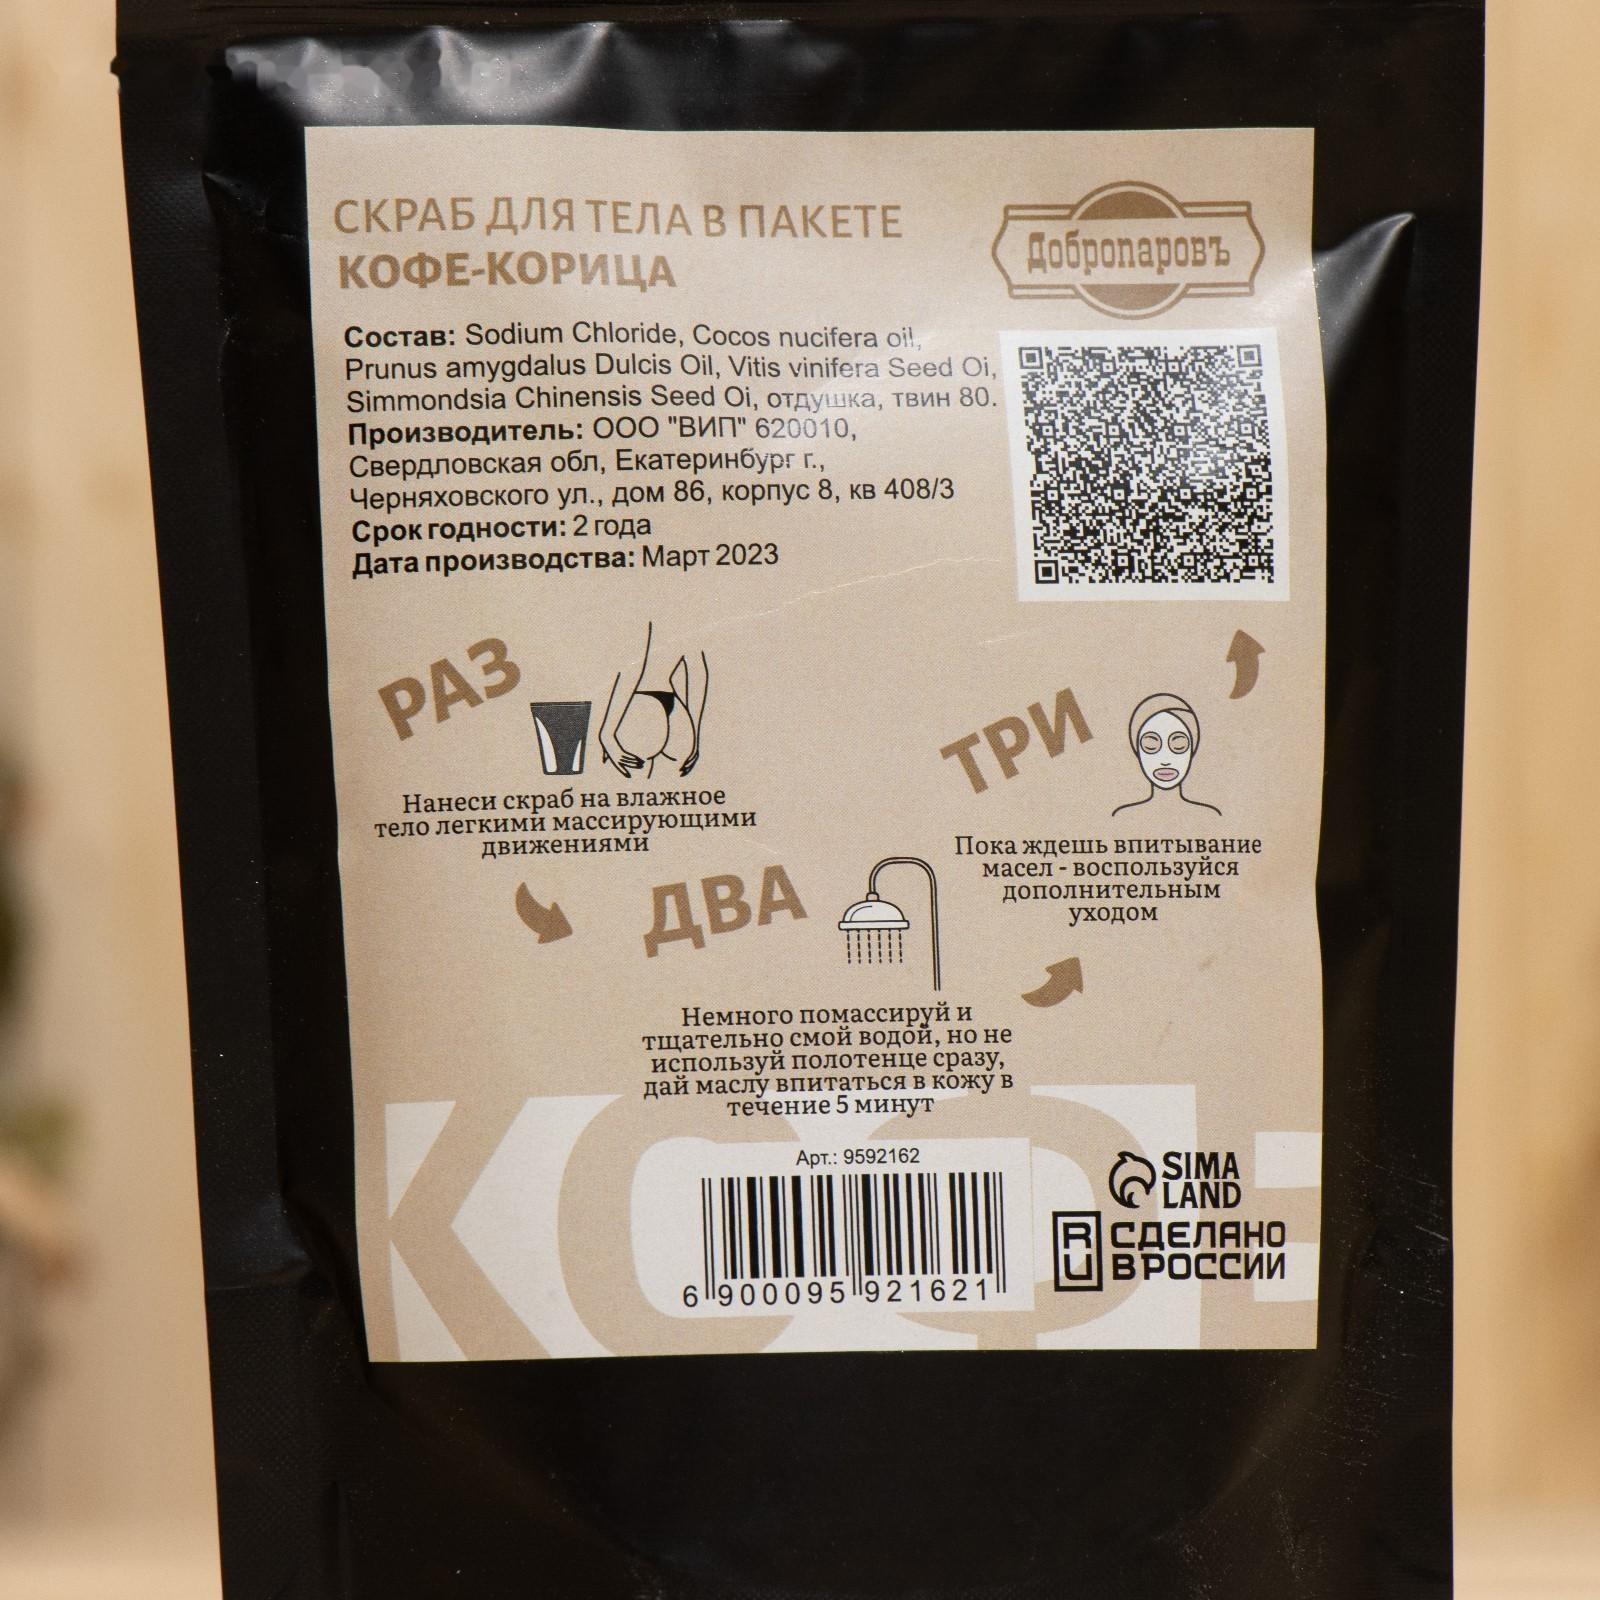 СКРАБ ДЛЯ ТЕЛА В ПАКЕТЕ
КОФЕ-КОРИЦА
Добропаровъ
Состав: Sodium Chloride, Cocos nucifera oil,
Prunus amygdalus Dulcis Oil, Vitis vinifera Seed Oi,
Simmondsia Chinensis Seed Oi, отдушка, твин 80.
Производитель: ООО "ВИП" 620010,
Свердловская обл, Екатеринбург г.,
Черняховского ул., дом 86, корпус 8, кв 408/3
Срок годности: 2 года
Дата производства: Март 2023
РАЗ
Нанеси скраб на влажное
тело легкими массирующими
движениями
ДВА
Немного помассируй и
тщательно смой водой, но не
используй полотенце сразу,
дай маслу впитаться в кожу в
течение 5 минут
ТРИ
Пока ждешь впитывание
масел - воспользуйся
дополнительным
уходом
КОФЕ
Арт.: 9592162
6 900095 921621
SIMA
LAND
RU
СДЕЛАНО
В РОССИИ